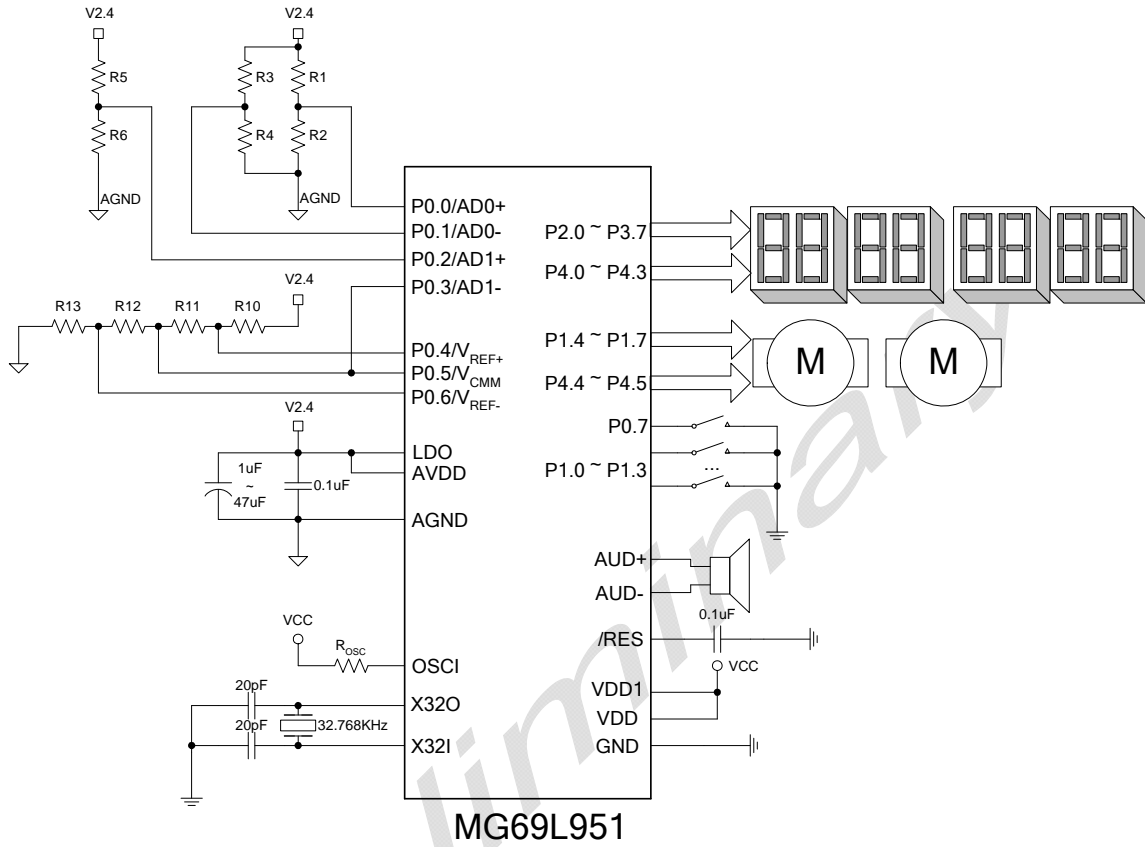 V2.4
V2.4
R5
R3
R1
R6
R4
R2
AGND
AGND
P0.0/AD0+
P0.1/AD0-
P0.2/AD1+
P0.3/AD1-
P2.0 ~ P3.7
P4.0 ~ P4.3
V2.4
R13
R12
R11
R10
P0.4/VREF+
P0.5/VCMM
P0.6/VREF-
P1.4 ~ P1.7
P4.4 ~ P4.5
M
M
V2.4
P0.7
LDO
AVDD
P1.0 ~ P1.3
...
1uF
~
47uF
0.1uF
AGND
AUD+
AUD-
0.1uF
VCC
ROSC
OSCI
/RES
VCC
20pF
X32O
VDD1
VDD
20pF
32.768KHz
X32I
GND
MG69L951
liminary